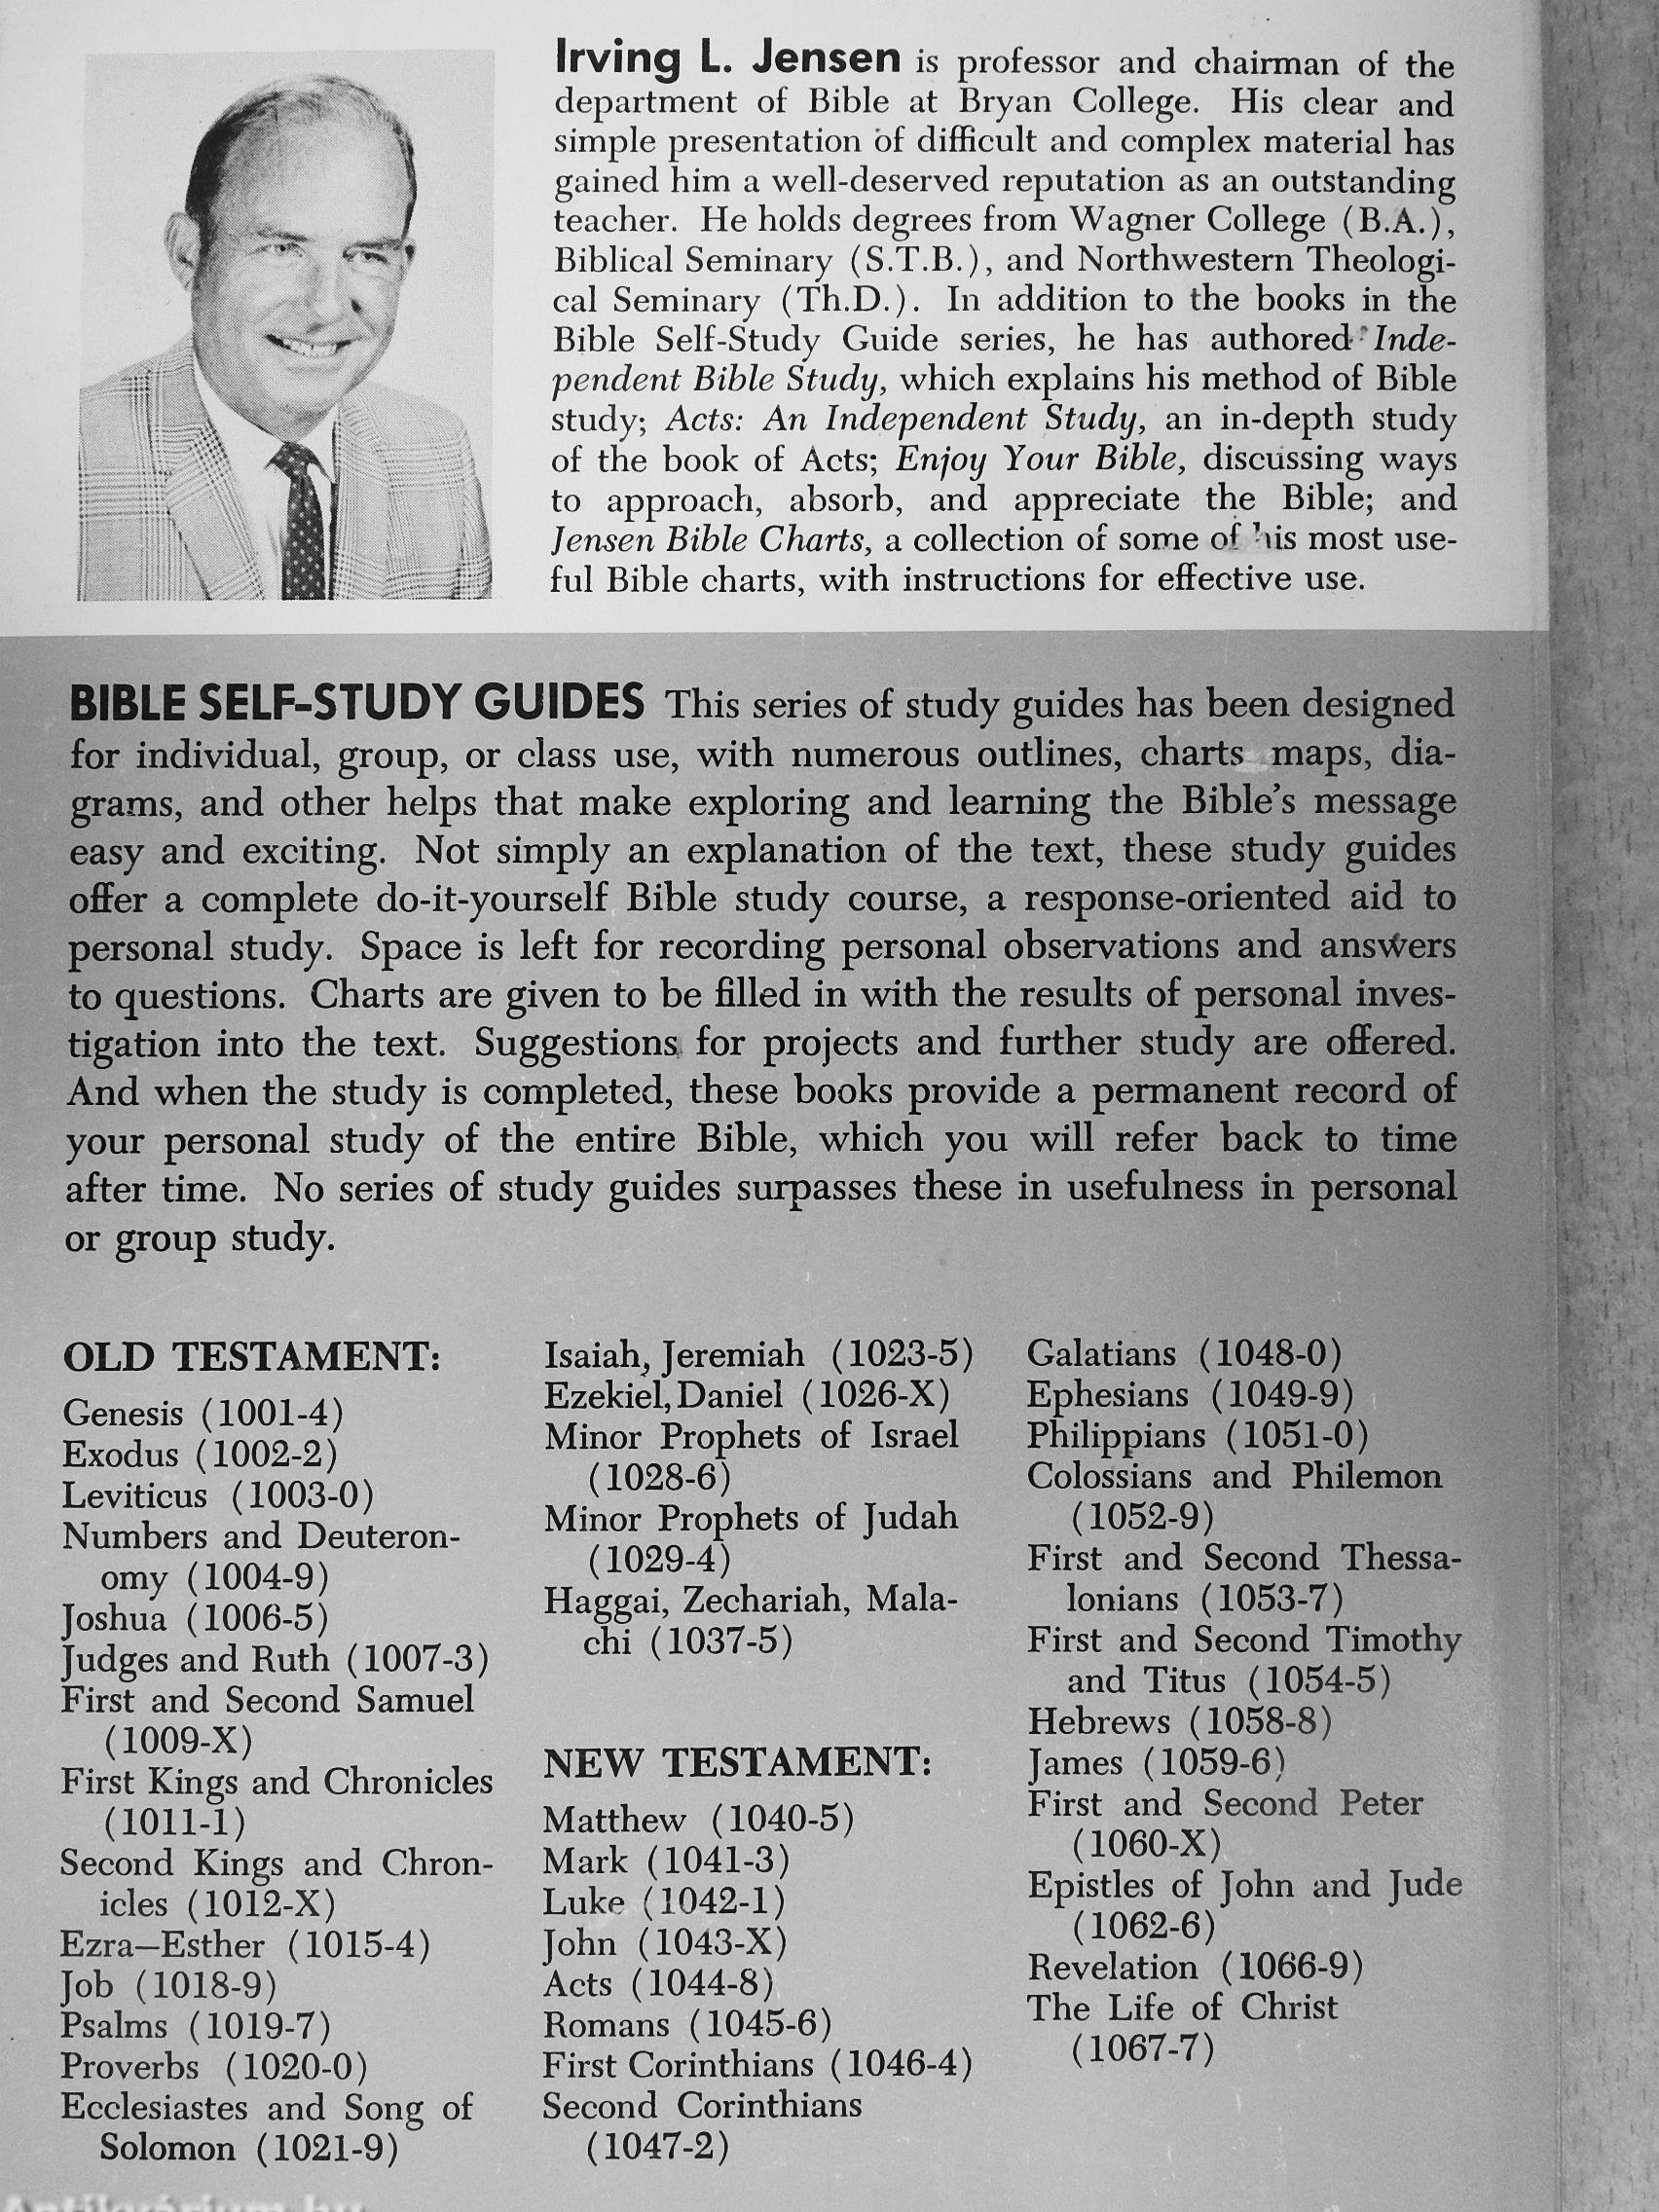 Irving L. Jensen is professor and chairman of the
department of Bible at Bryan College. His clear and
simple presentation of difficult and complex material has
gained him a well-deserved reputation as an outstanding
teacher. He holds degrees from Wagner College (B.A.),
Biblical Seminary (S.T.B.), and Northwestern Theologi-
cal Seminary (Th.D.). In addition to the books in the
Bible Self-Study Guide series, he has authored Inde-
pendent Bible Study, which explains his method of Bible
study; Acts: An Independent Study, an in-depth study
of the book of Acts; Enjoy Your Bible, discussing ways
to approach, absorb, and appreciate the Bible; and
Jensen Bible Charts, a collection of some of his most use-
ful Bible charts, with instructions for effective use.
BIBLE SELF-STUDY GUIDES This series of study guides has been designed
for individual, group, or class use, with numerous outlines, charts maps, dia-
grams, and other helps that make exploring and learning the Bible's message
easy and exciting. Not simply an explanation of the text, these study guides
offer a complete do-it-yourself Bible study course, a response-oriented aid to
personal study. Space is left for recording personal observations and answers
to questions. Charts are given to be filled in with the results of personal inves-
tigation into the text. Suggestions for projects and further study are offered.
And when the study is completed, these books provide a permanent record of
your personal study of the entire Bible, which you will refer back to time
after time. No series of study guides surpasses these in usefulness in personal
or group study.
OLD TESTAMENT:
Genesis (1001-4)
Exodus (1002-2)
Leviticus (1003-0)
Numbers and Deuteron-
omy (1004-9)
Joshua (1006-5)
Judges and Ruth (1007-3)
First and Second Samuel
(1009-X)
First Kings and Chronicles
(1011-1)
Second Kings and Chron-
icles (1012-X)
Ezra—Esther (1015-4)
Job (1018-9)
Psalms (1019-7)
Proverbs (1020-0)
Ecclesiastes and Song of
Solomon (1021-9)
Isaiah, Jeremiah (1023-5)
Ezekiel, Daniel (1026-X)
Minor Prophets of Israel
(1028-6)
Minor Prophets of Judah
(1029-4)
Haggai, Zechariah, Mala-
chi (1037-5)
NEW TESTAMENT:
Matthew (1040-5)
Mark (1041-3)
Luke (1042-1)
John (1043-X)
Acts (1044-8)
Romans (1045-6)
First Corinthians (1046-4)
Second Corinthians
(1047-2)
Galatians (1048-0)
Ephesians (1049-9)
Philippians (1051-0)
Colossians and Philemon
(1052-9)
First and Second Thessa-
lonians (1053-7)
First and Second Timothy
and Titus (1054-5)
Hebrews (1058-8)
James (1059-6)
First and Second Peter
(1060-X)
Epistles of John and Jude
(1062-6)
Revelation (1066-9)
The Life of Christ
(1067-7)